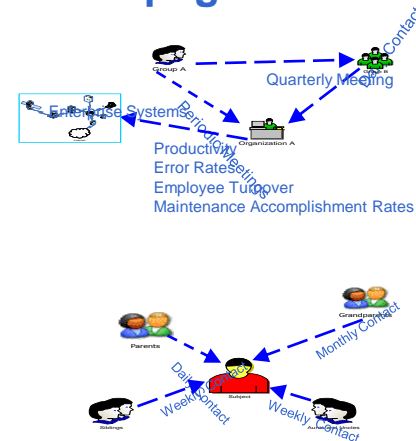 Contact
Group A
Quarterly Meeting
Enterprise Systems
Periodic Meetings
Organization A
Productivity
Error Rates
Employee Turnover
Maintenance Accomplishment Rates
Grandparents
Monthly Contact
Parents
Daily Contact
Weekly Contact
Subject
Weekly Contact
Siblings
Uncles